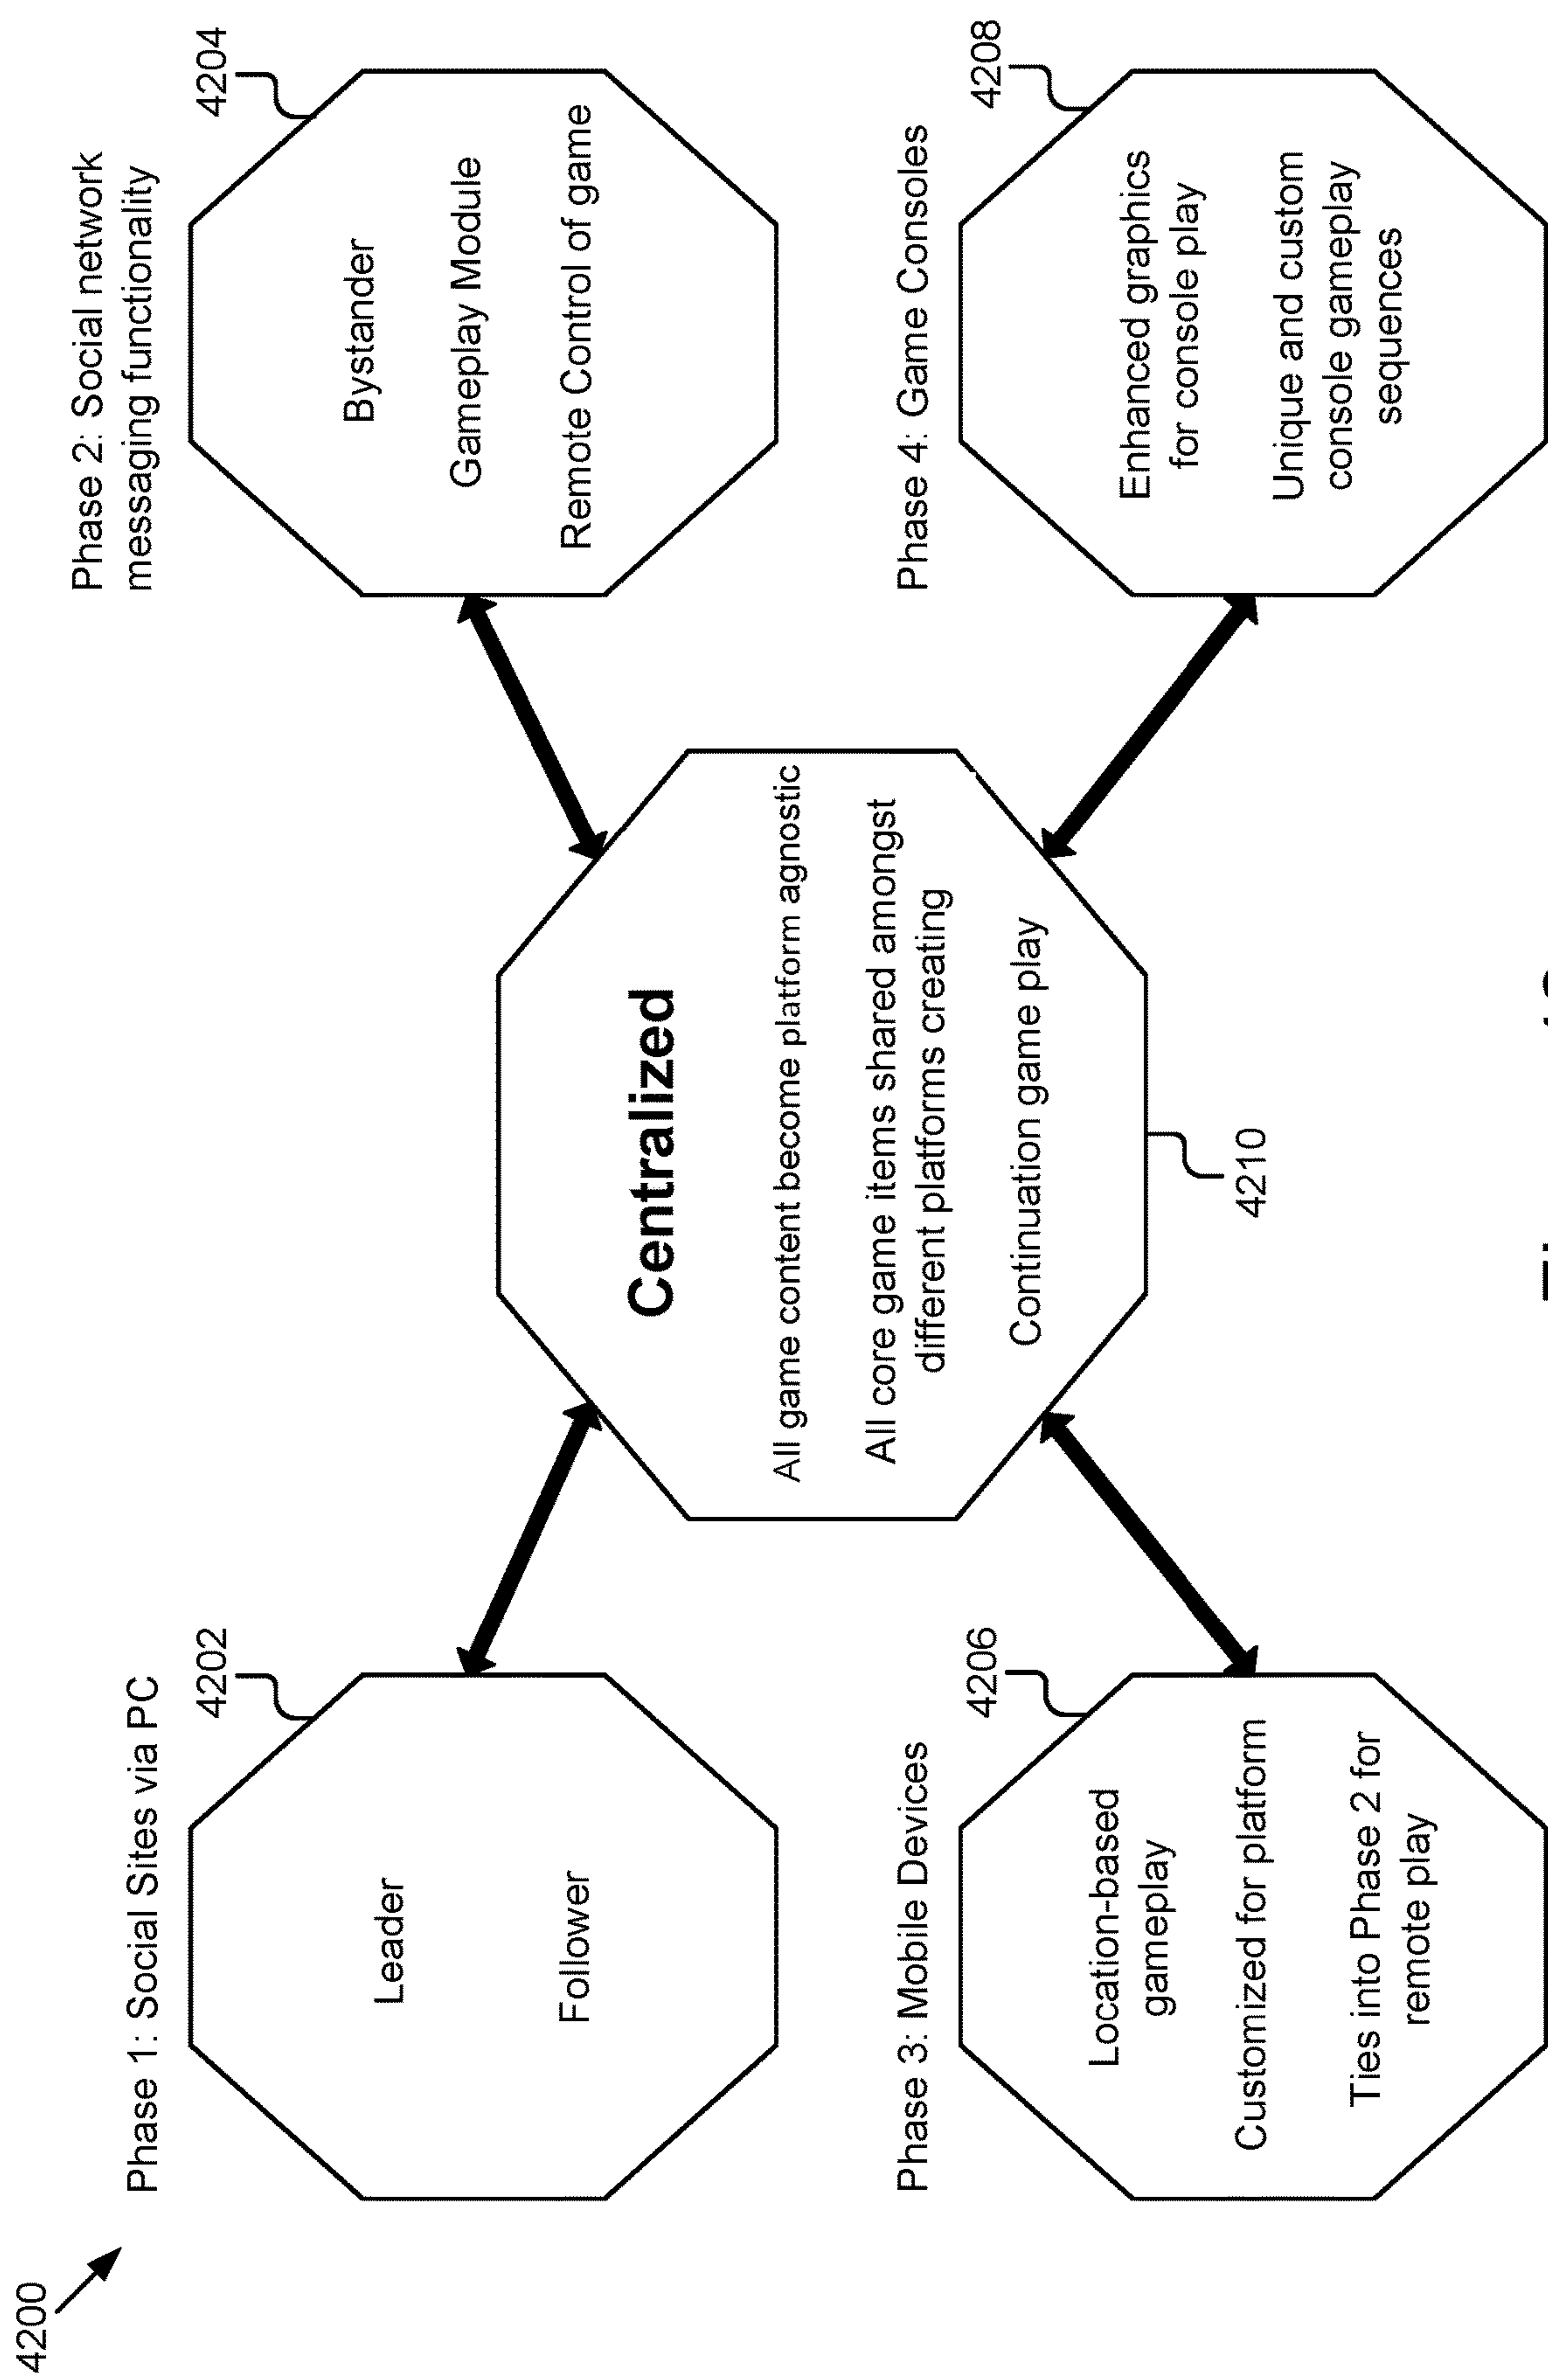 4200
Phase 1: Social Sites via PC
4202
Leader
Follower
Phase 2: Social network
messaging functionality
4204
Bystander
Gameplay Module
Remote Control of game
Centralized
All game content become platform agnostic
All core game items shared amongst
different platforms creating
Continuation game play
4210
Phase 3: Mobile Devices
4206
Location-based
gameplay
Customized for platform
Ties into Phase 2 for
remote play
Phase 4: Game Consoles
4208
Enhanced graphics
for console play
Unique and custom
console gameplay
sequences